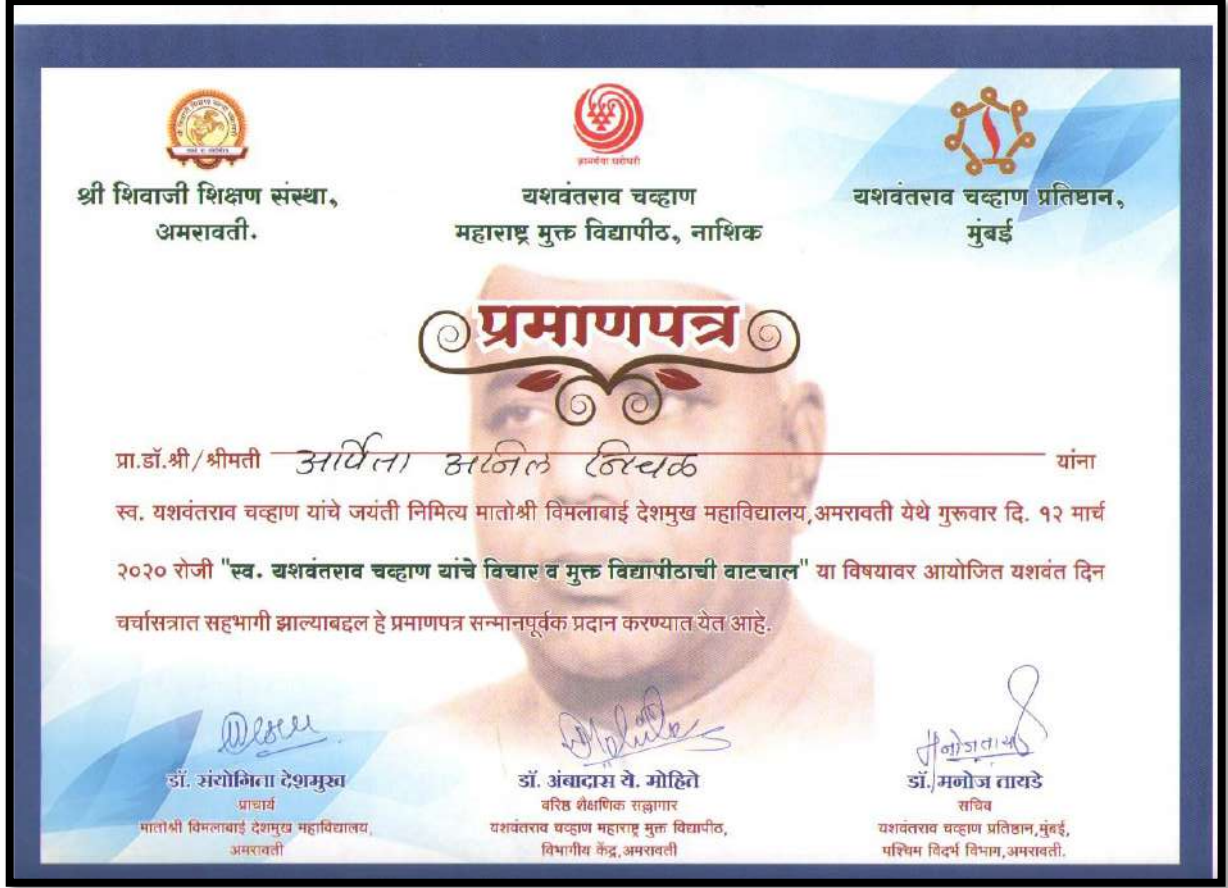 श्री शिवाजी शिक्षण संस्था,
अमरावती.
यशवंतराव चव्हाण
महाराष्ट्र मुक्त विद्यापीठ, नाशिक
यशवंतराव चव्हाण प्रतिष्ठान,
मुंबई
प्रमाणपत्र
प्रा.डॉ.श्री/श्रीमती अर्पिता अनिल यांना
स्व. यशवंतराव चव्हाण यांचे जयंती निमित्य मातोश्री विमलाबाई देशमुख महाविद्यालय,अमरावती येथे गुरूवार दि. १२ मार्च
२०२० रोजी "स्व. यशवंतराव चव्हाण यांचे विचार व मुक्त विद्यापीठाची वाटचाल" या विषयावर आयोजित यशवंत दिन
चर्चासत्रात सहभागी झाल्याबद्दल हे प्रमाणपत्र सन्मानपूर्वक प्रदान करण्यात येत आहे.
डॉ. संयोगिता देशमुख
प्राचार्य
मातोश्री विमलाबाई देशमुख महाविद्यालय,
अमरावती
डॉ. अंबादास ये. मोहिते
वरिष्ठ शैक्षणिक सल्लागार
यशवंतराव चव्हाण महाराष्ट्र मुक्त विद्यापीठ,
विभागीय केंद्र,अमरावती
मनोज तायडे
डॉ. मनोज तायडे
सचिव
यशवंतराव चव्हाण प्रतिष्ठान,मुंबई,
पश्चिम विदर्भ विभाग,अमरावती.